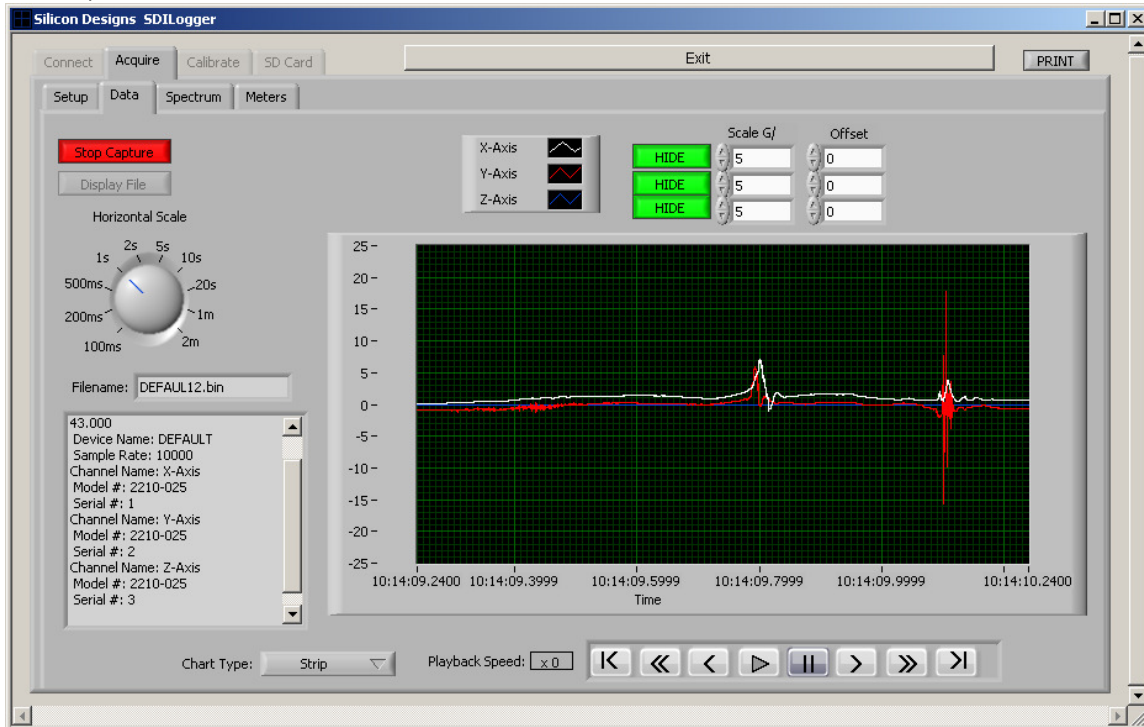 Silicon Designs SDILogger
Connect Acquire Calibrate SD Card Exit PRINT
Setup Data Spectrum Meters
Stop Capture
Display File
X-Axis
Y-Axis
Z-Axis
Scale G/ Offset
HIDE 5 0
HIDE 5 0
HIDE 5 0
Horizontal Scale
100ms
200ms
500ms
1s
2s
5s
10s
20s
1m
2m
Filename: DEFAUL12.bin
43.000
Device Name: DEFAULT
Sample Rate: 10000
Channel Name: X-Axis
Model #: 2210-025
Serial #: 1
Channel Name: Y-Axis
Model #: 2210-025
Serial #: 2
Channel Name: Z-Axis
Model #: 2210-025
Serial #: 3
25
20
15
10
5
0
-5
-10
-15
-20
-25
10:14:09.2400 10:14:09.3999 10:14:09.5999 10:14:09.7999 10:14:09.9999 10:14:10.2400
Time
Chart Type: Strip
Playback Speed: x 0